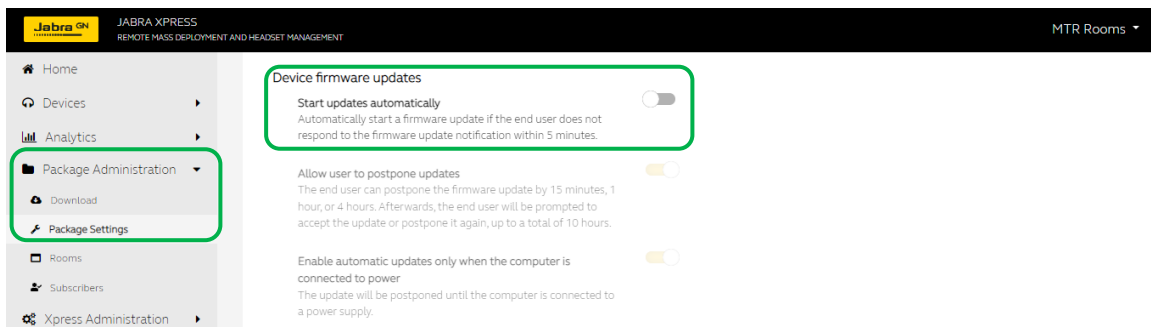 Jabra GN
JABRA XPRESS
REMOTE MASS DEPLOYMENT AND HEADSET MANAGEMENT
MTR Rooms
Home
Devices
Analytics
Package Administration
Download
Package Settings
Rooms
Subscribers
Xpress Administration
Device firmware updates
Start updates automatically
Automatically start a firmware update if the end user does not
respond to the firmware update notification within 5 minutes.
Allow user to postpone updates
The end user can postpone the firmware update by 15 minutes, 1
hour, or 4 hours. Afterwards, the end user will be prompted to
accept the update or postpone it again, up to a total of 10 hours.
Enable automatic updates only when the computer is
connected to power
The update will be postponed until the computer is connected to
a power supply.